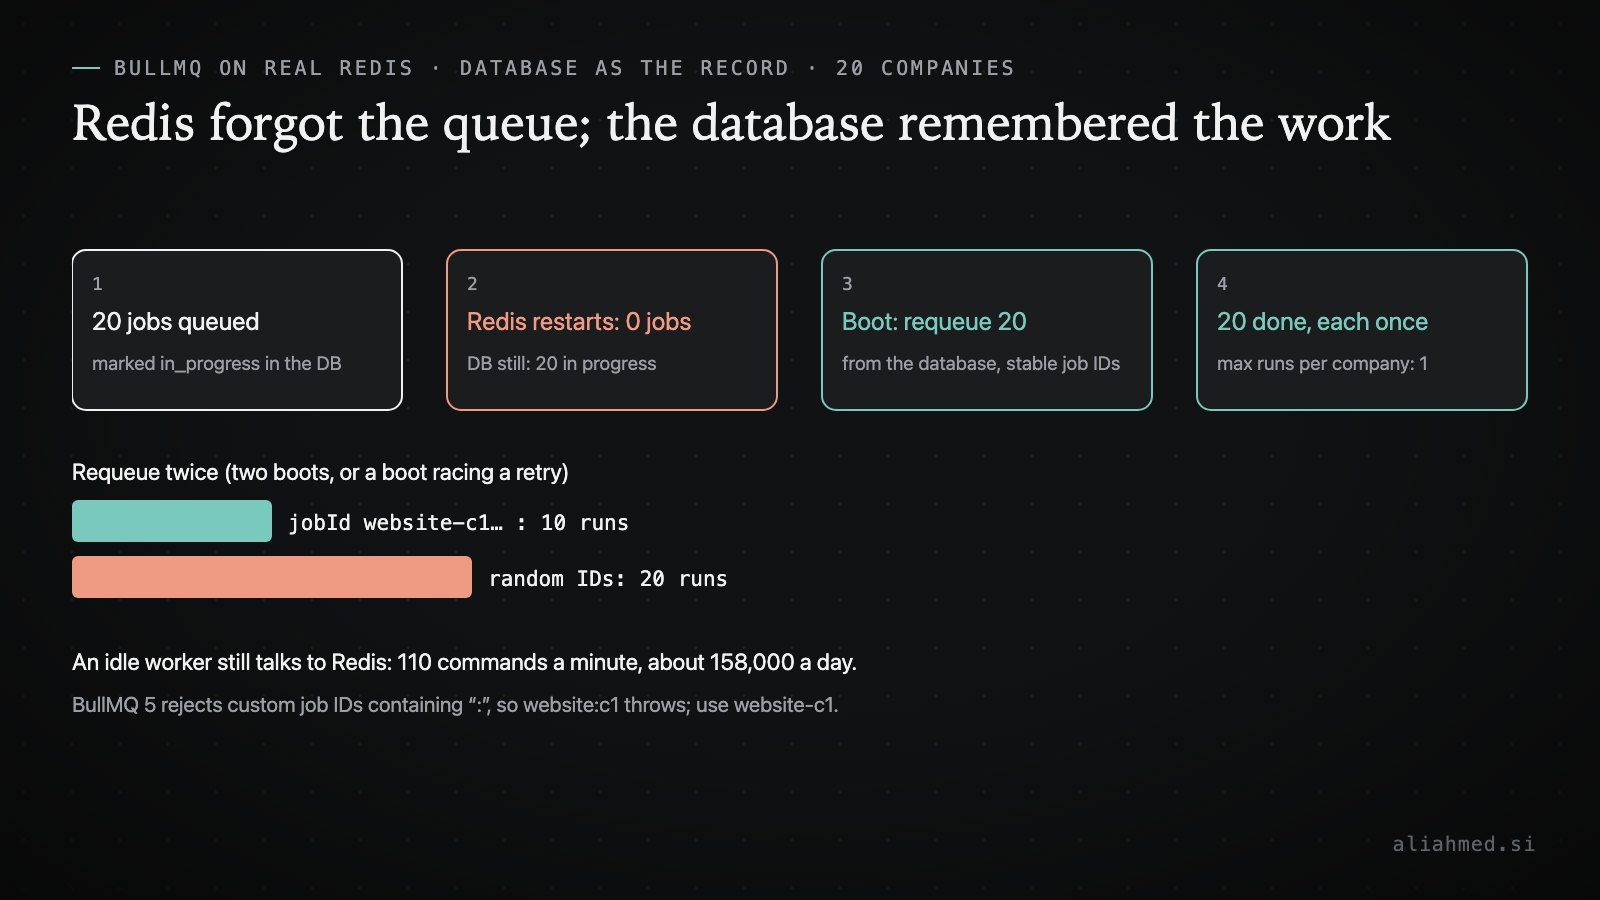 BULLMQ ON REAL REDIS · DATABASE AS THE RECORD · 20 COMPANIES
Redis forgot the queue; the database remembered the work
1
20 jobs queued
marked in_progress in the DB
2
Redis restarts: 0 jobs
DB still: 20 in progress
3
Boot: requeue 20
from the database, stable job IDs
4
20 done, each once
max runs per company: 1
Requeue twice (two boots, or a boot racing a retry)
jobId website-c1… : 10 runs
random IDs: 20 runs
An idle worker still talks to Redis: 110 commands a minute, about 158,000 a day.
BullMQ 5 rejects custom job IDs containing “:”, so website:c1 throws; use website-c1.
aliahmed.si